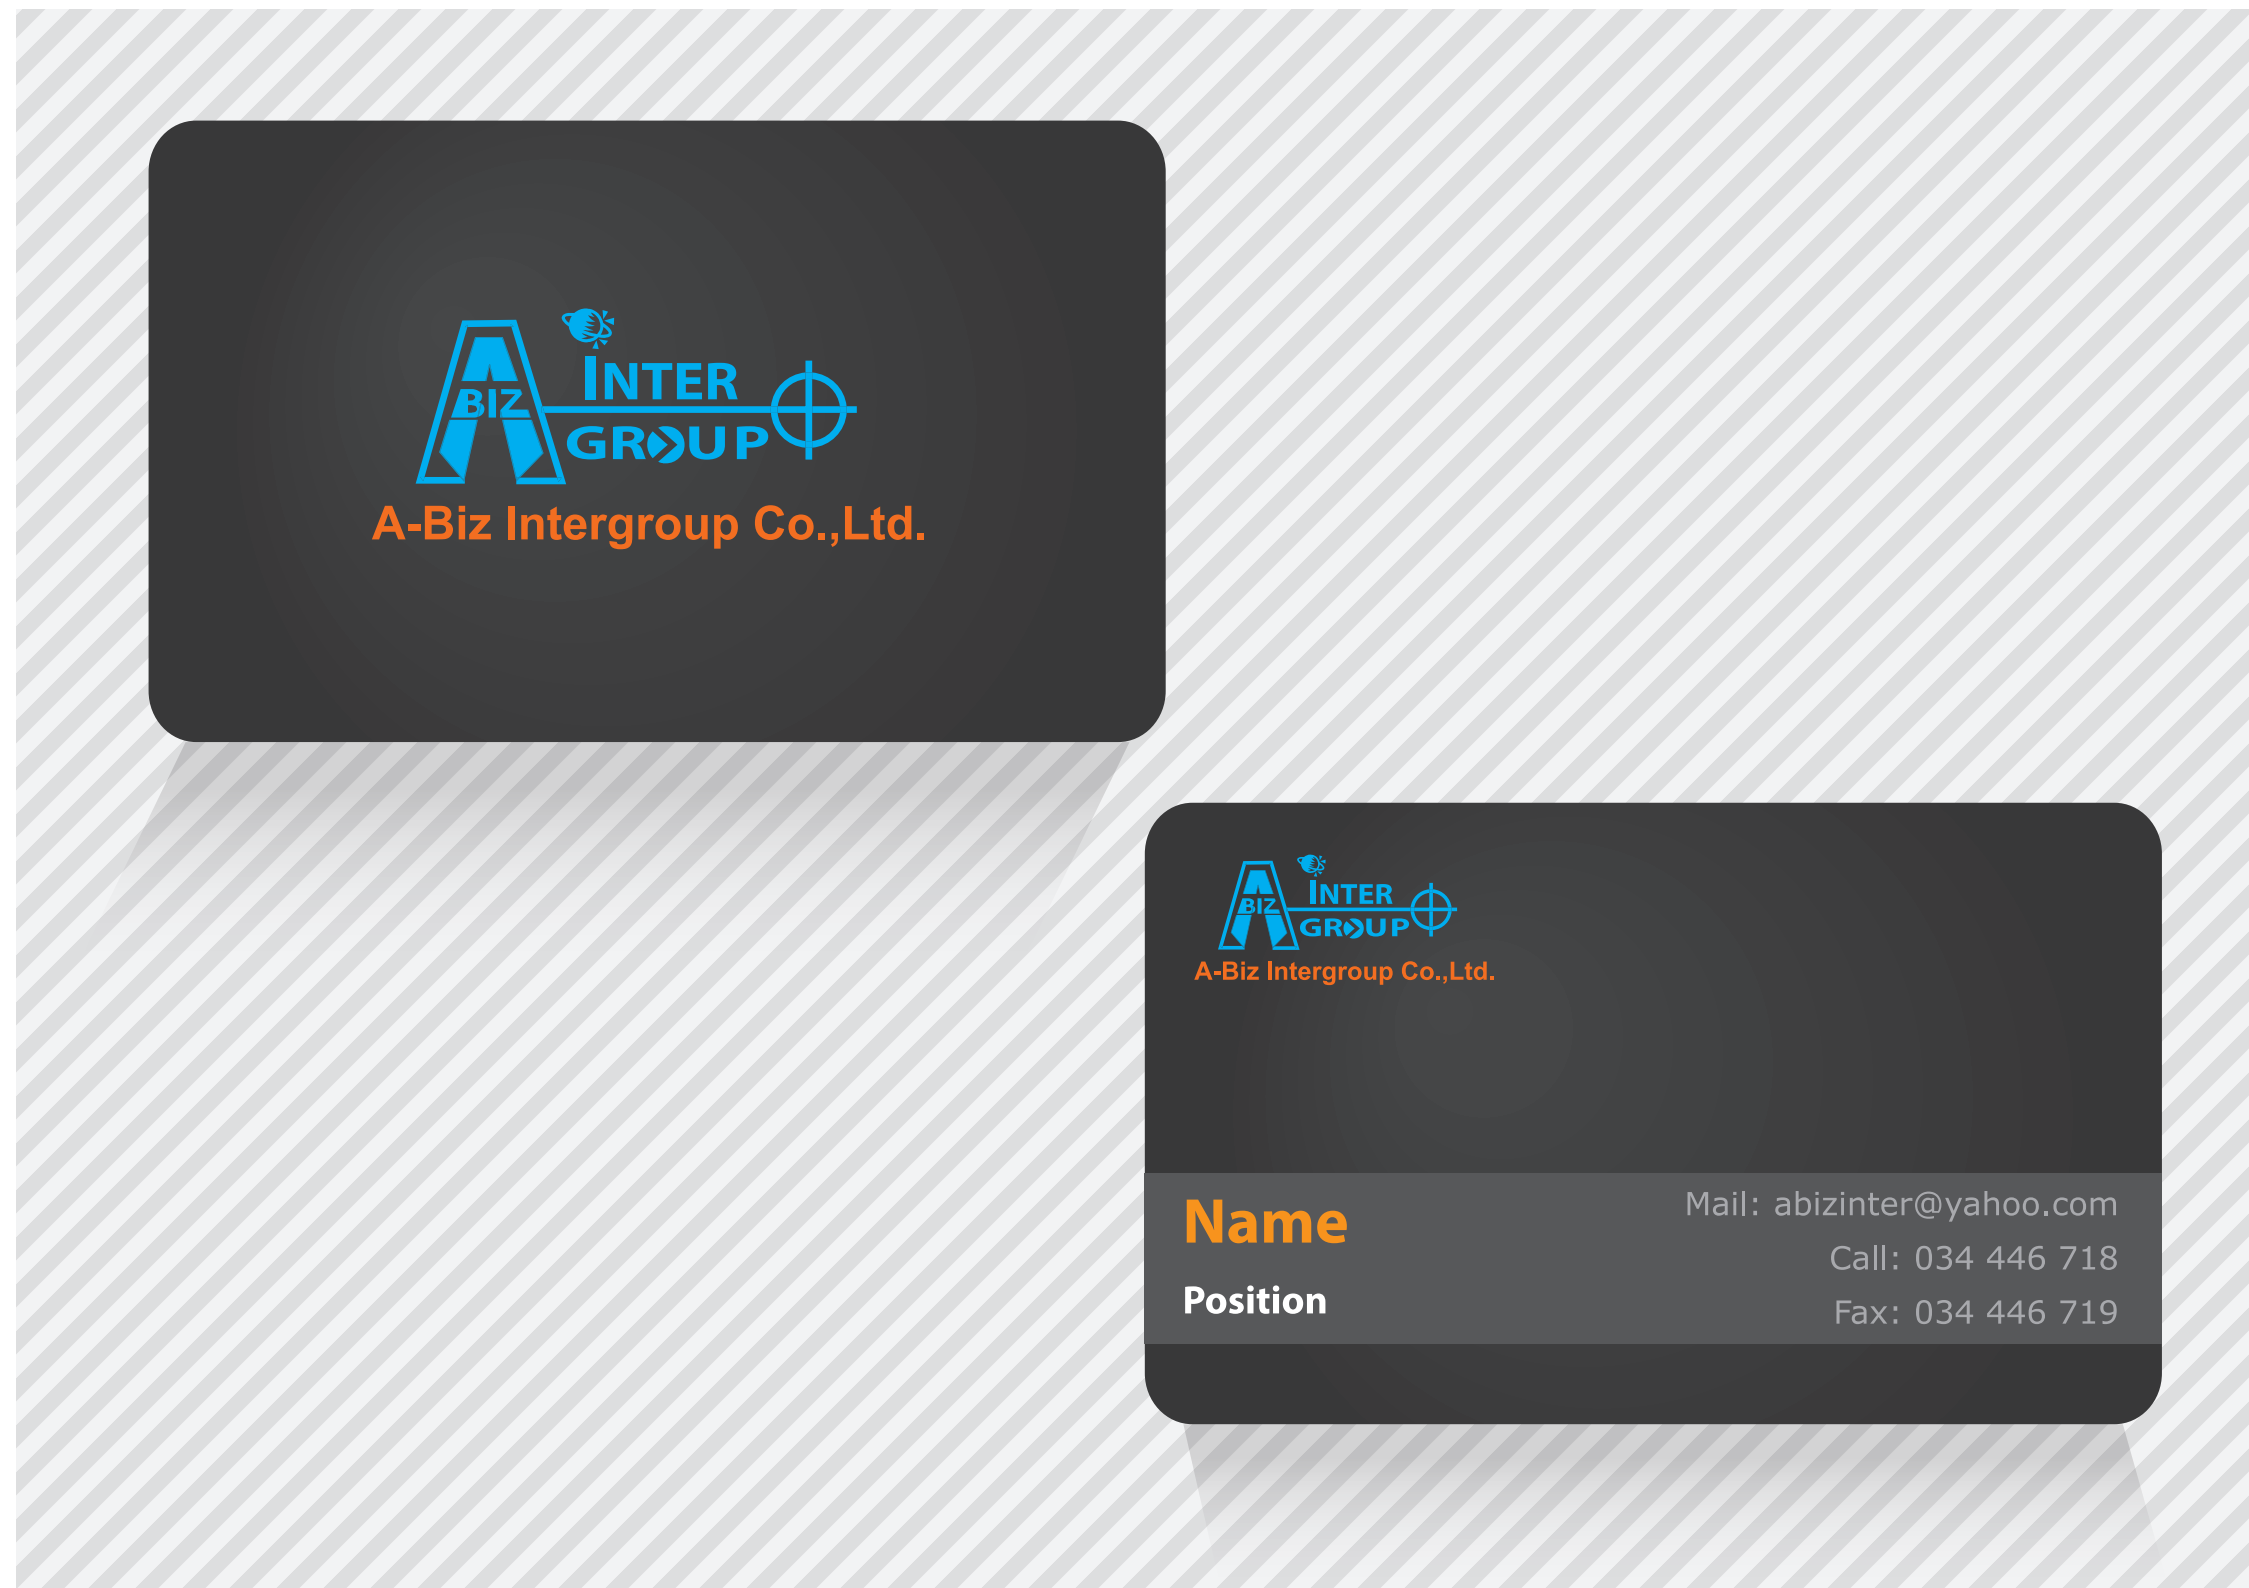 A BIZ INTER GROUP
A-Biz Intergroup Co.,Ltd.
A BIZ INTER GROUP
A-Biz Intergroup Co.,Ltd.
Name
Position
Mail: abizinter@yahoo.com
Call: 034 446 718
Fax: 034 446 719